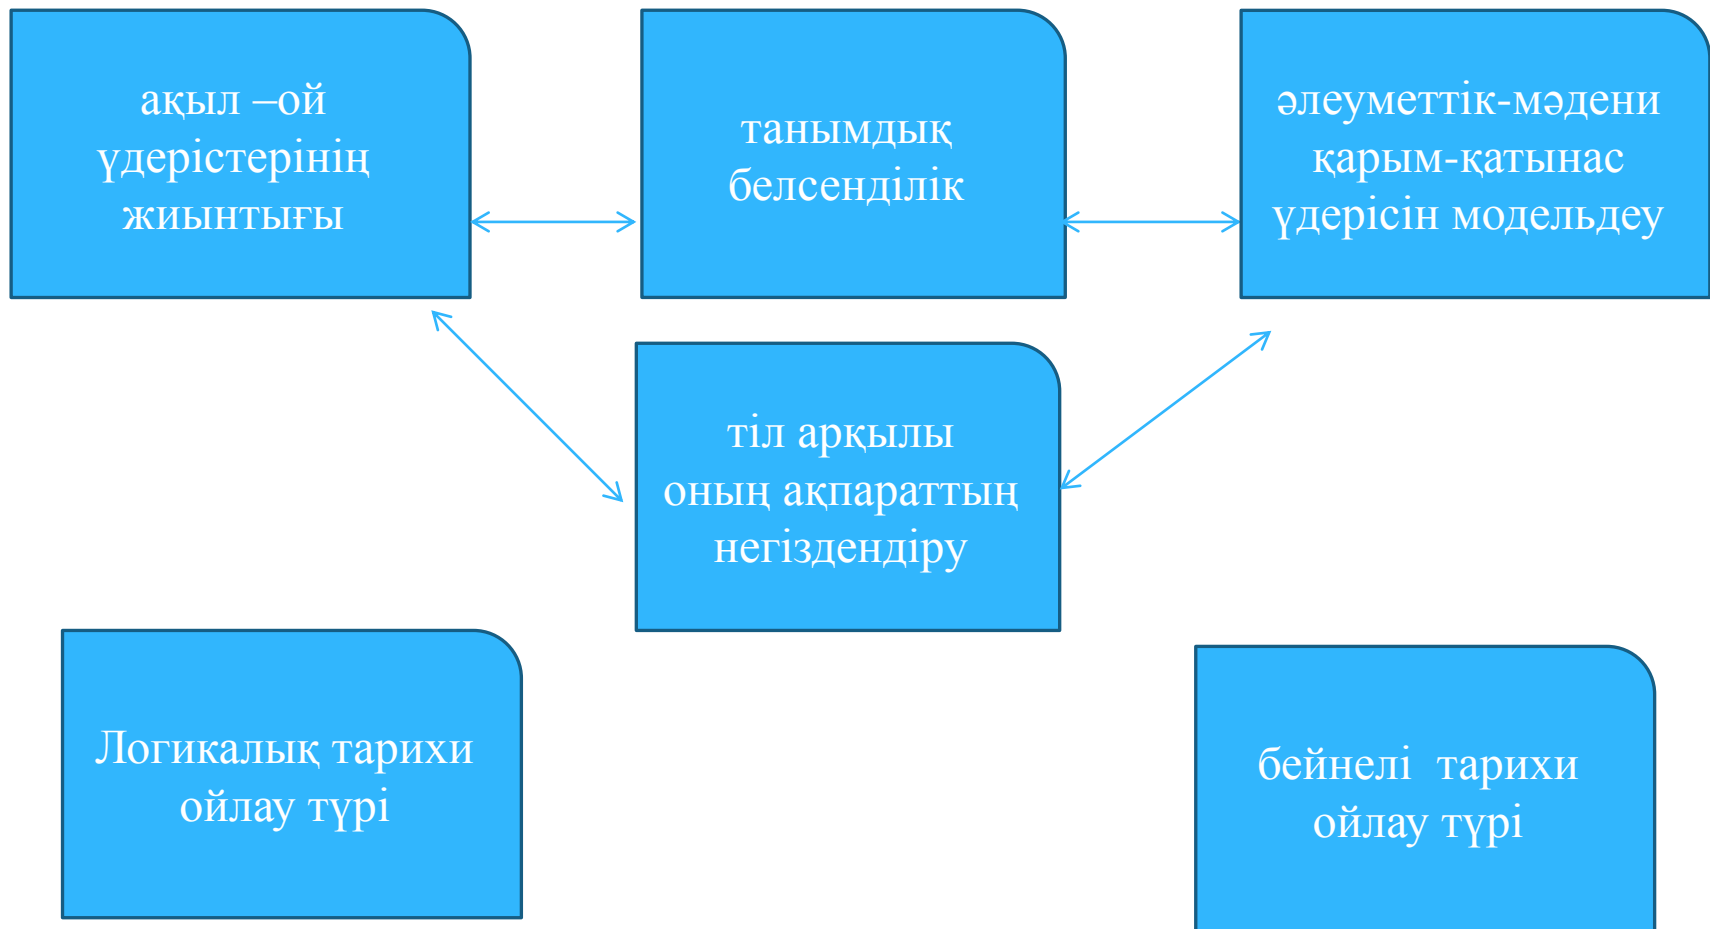 ақыл –ой
үдерістерінің
жиынтығы
танымдық
белсенділік
әлеуметтік-мәдени
қарым-қатынас
үдерісін модельдеу
тіл арқылы
оның ақпараттың
негіздендіру
Логикалық тарихи
ойлау түрі
бейнелі  тарихи
ойлау түрі